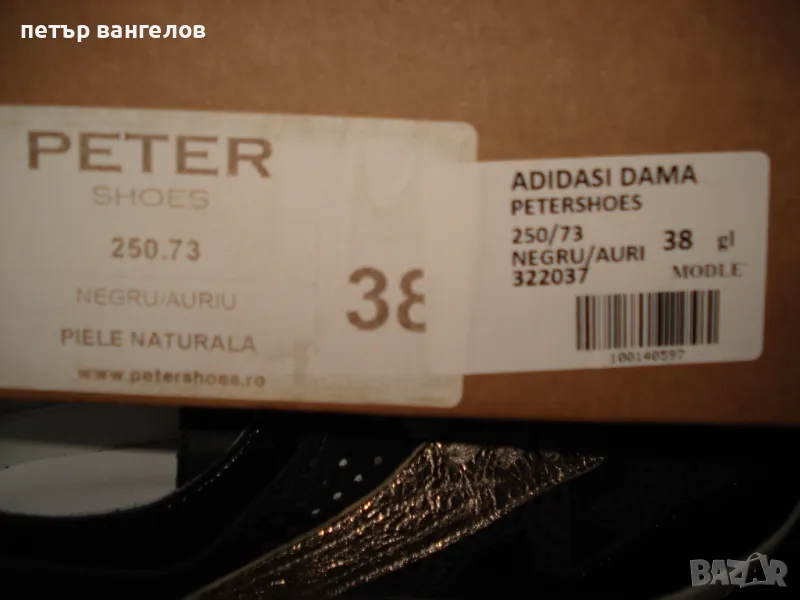 петър вангелов
PETER
SHOES
250.73
NEGRU/AURIU
38
PIELE NATURALA
www.petershoes.ro
ADIDASI DAMA
PETERSHOES
250/73 38 gl
NEGRU/AURI
322037 MODLE
100140597
BAZAR